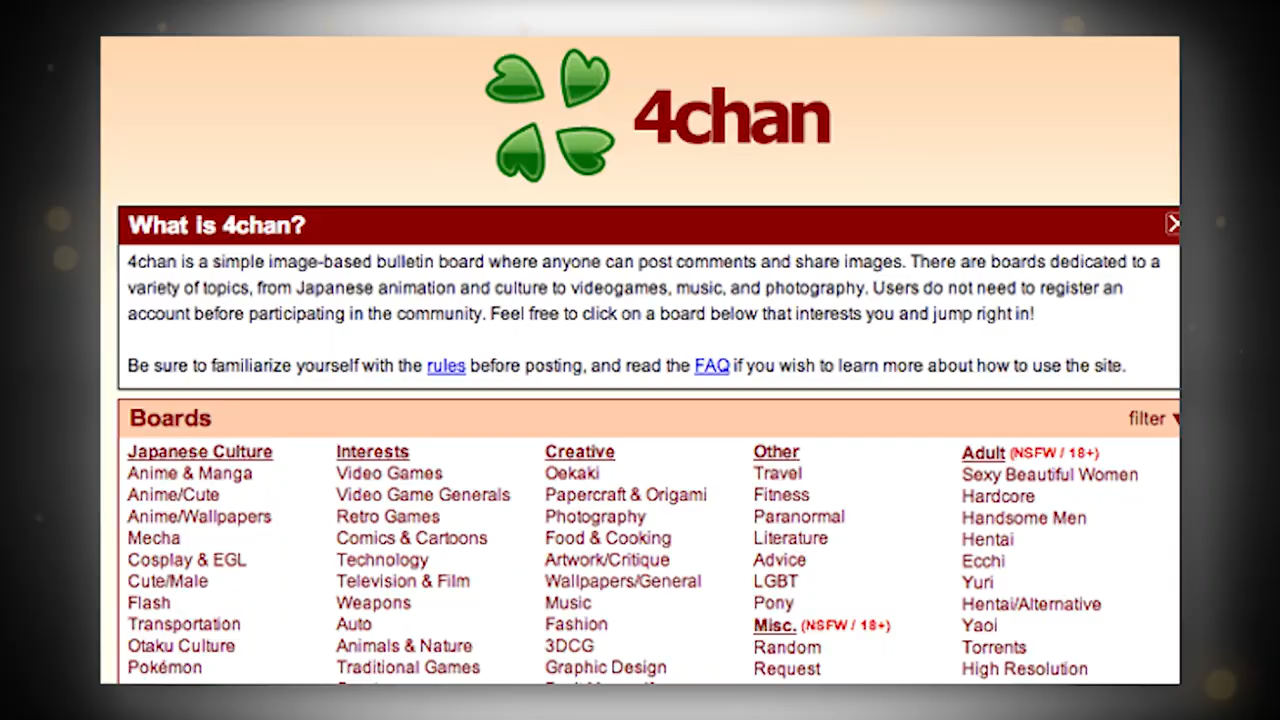 4chan
What is 4chan?
4chan is a simple image-based bulletin board where anyone can post comments and share images. There are boards dedicated to a
variety of topics, from Japanese animation and culture to videogames, music, and photography. Users do not need to register an
account before participating in the community. Feel free to click on a board below that interests you and jump right in!
Be sure to familiarize yourself with the rules before posting, and read the FAQ if you wish to learn more about how to use the site.
Boards
filter ▼
Japanese Culture
Anime & Manga
Anime/Cute
Anime/Wallpapers
Mecha
Cosplay & EGL
Cute/Male
Flash
Transportation
Otaku Culture
Pokémon
Interests
Video Games
Video Game Generals
Retro Games
Comics & Cartoons
Technology
Television & Film
Weapons
Auto
Animals & Nature
Traditional Games
Creative
Oekaki
Papercraft & Origami
Photography
Food & Cooking
Artwork/Critique
Wallpapers/General
Music
Fashion
3DCG
Graphic Design
Other
Travel
Fitness
Paranormal
Literature
Advice
LGBT
Pony
Misc. (NSFW / 18+)
Random
Request
Adult (NSFW / 18+)
Sexy Beautiful Women
Hardcore
Handsome Men
Hentai
Ecchi
Yuri
Hentai/Alternative
Yaoi
Torrents
High Resolution